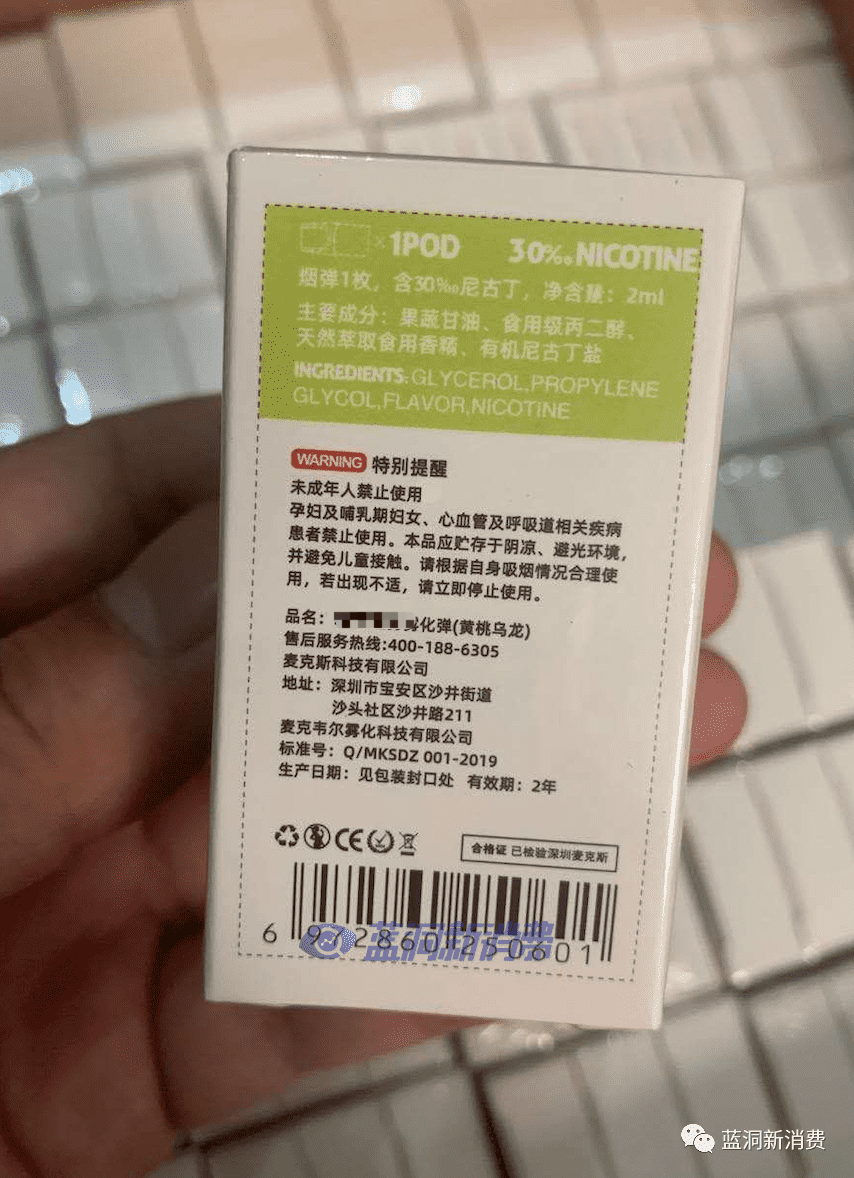 × 1POD 30‰ NICOTINE
烟弹1枚，含30‰尼古丁，净含量：2ml
主要成分：果蔬甘油、食用级丙二醇、
天然萃取食用香精、有机尼古丁盐
INGREDIENTS:GLYCEROL,PROPYLENE
GLYCOL,FLAVOR,NICOTINE
WARNING 特别提醒
未成年人禁止使用
孕妇及哺乳期妇女、心血管及呼吸道相关疾病
患者禁止使用。本品应贮存于阴凉、避光环境，
并避免儿童接触。请根据自身吸烟情况合理使
用，若出现不适，请立即停止使用。
品名：雾化弹(黄桃乌龙)
售后服务热线:400-188-6305
麦克斯科技有限公司
地址：深圳市宝安区沙井街道
沙头社区沙井路211
麦克韦尔雾化科技有限公司
标准号：Q/MKSDZ 001-2019
生产日期：见包装封口处 有效期：2年
CE
合格证 已检验深圳麦克斯
6 972860 250601
蓝洞新消费
蓝洞新消费